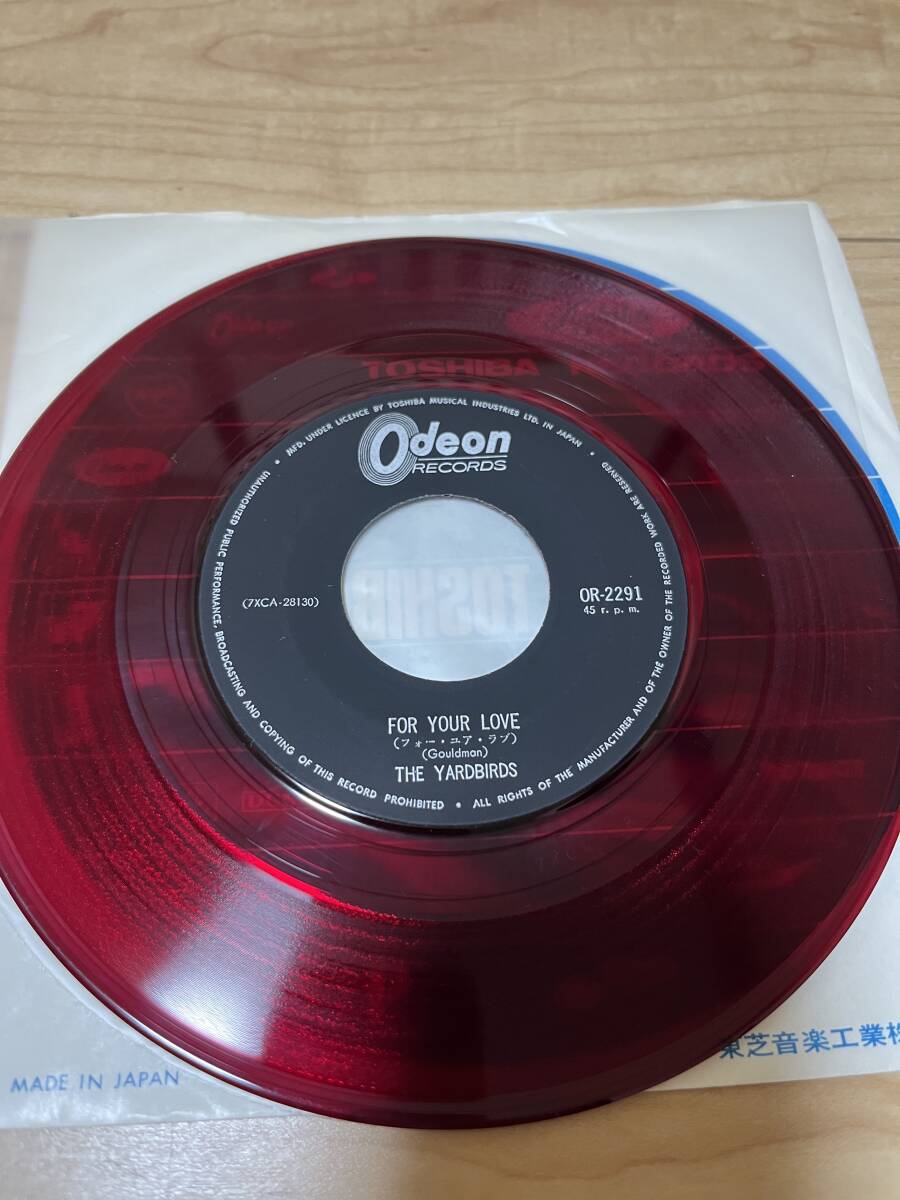 Odeon
TOSHIBA
MFD. UNDER LICENCE BY TOSHIBA MUSICAL INDUSTRIES LTD. IN JAPAN
Odeon
RECORDS
UNAUTHORIZED PUBLIC PERFORMANCE, BROADCASTING AND COPYING OF THIS RECORD PROHIBITED • ALL RIGHTS OF THE MANUFACTURER AND OF THE OWNER OF THE RECORDED WORK ARE RESERVED
(7XCA-28130)
OR-2291
45 r. p. m.
TOSHIB
FOR YOUR LOVE
(フォー・ユア・ラブ)
(Gouldman)
THE YARDBIRDS
東芝音楽工業株
MADE IN JAPAN